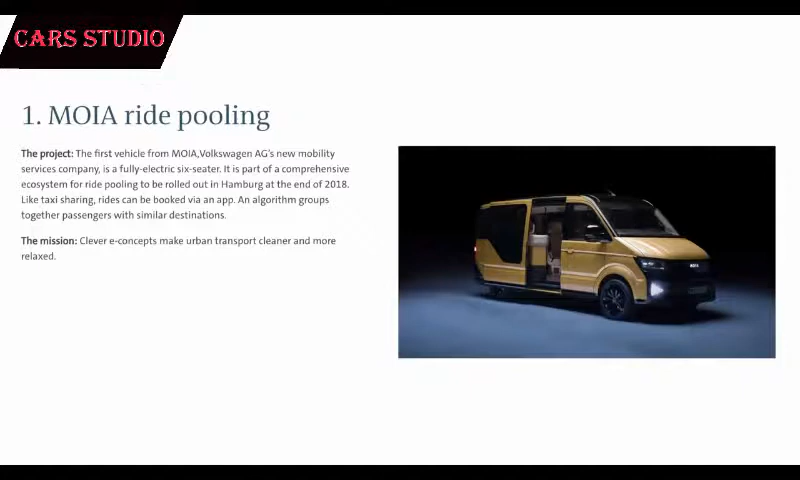 CARS STUDIO
1. MOIA ride pooling
The project: The first vehicle from MOIA,Volkswagen AG's new mobility
services company, is a fully-electric six-seater. It is part of a comprehensive
ecosystem for ride pooling to be rolled out in Hamburg at the end of 2018.
Like taxi sharing, rides can be booked via an app. An algorithm groups
together passengers with similar destinations.
The mission: Clever e-concepts make urban transport cleaner and more
relaxed.
MOIA